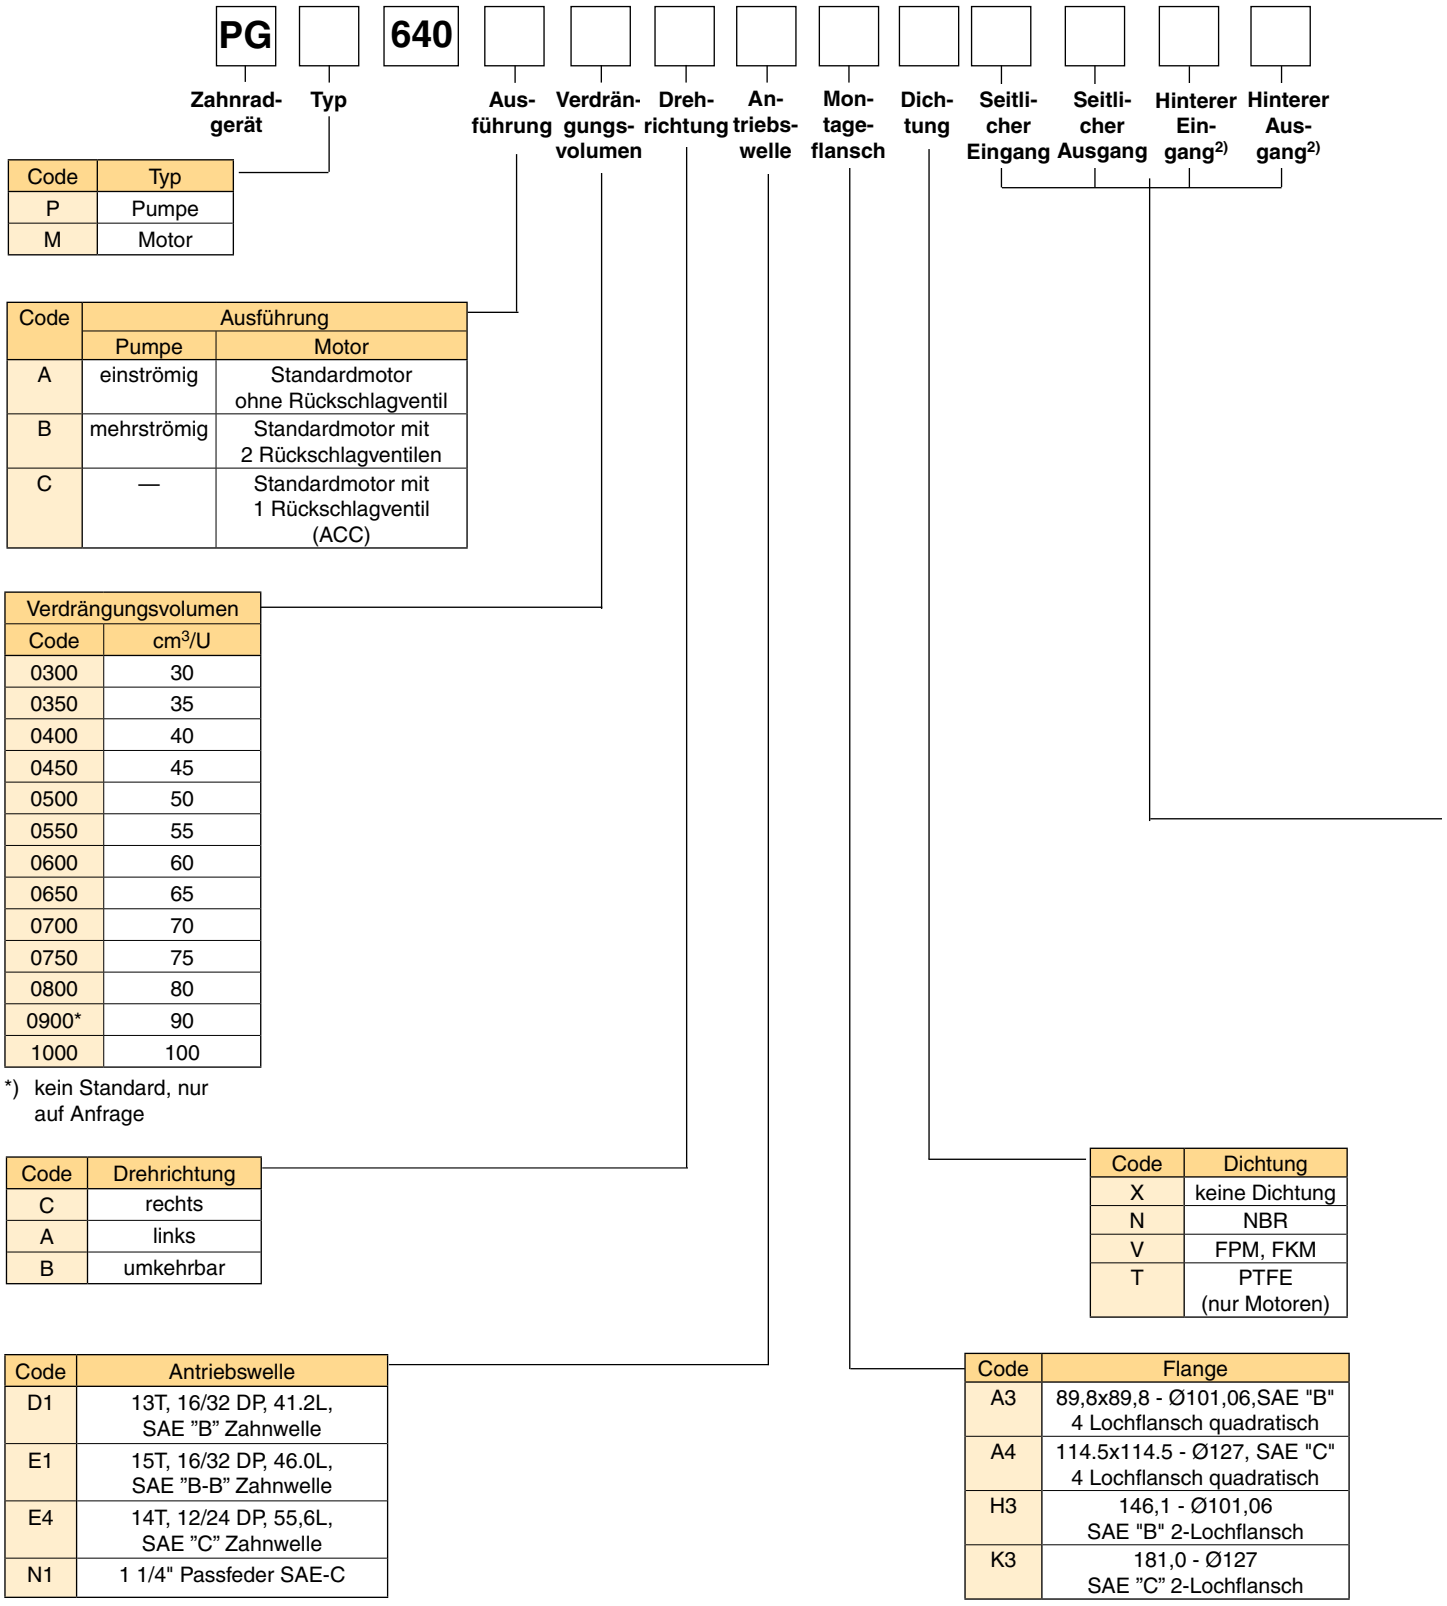 PG 640
Zahnrad-
gerät
Typ
Aus-
führung
Verdrän-
gungs-
volumen
Dreh-
richtung
An-
triebs-
welle
Mon-
tage-
flansch
Dich-
tung
Seitli-
cher
Eingang
Seitli-
cher
Ausgang
Hinterer
Ein-
gang2)
Hinterer
Aus-
gang2)
Code Typ
P Pumpe
M Motor
Code Ausführung
Pumpe Motor
A einströmig Standardmotor
ohne Rückschlagventil
B mehrströmig Standardmotor mit
2 Rückschlagventilen
C — Standardmotor mit
1 Rückschlagventil
(ACC)
Verdrängungsvolumen
Code cm³/U
0300 30
0350 35
0400 40
0450 45
0500 50
0550 55
0600 60
0650 65
0700 70
0750 75
0800 80
0900* 90
1000 100
*) kein Standard, nur
auf Anfrage
Code Drehrichtung
C rechts
A links
B umkehrbar
Code Dichtung
X keine Dichtung
N NBR
V FPM, FKM
T PTFE
(nur Motoren)
Code Antriebswelle
D1 13T, 16/32 DP, 41.2L,
SAE ”B” Zahnwelle
E1 15T, 16/32 DP, 46.0L,
SAE ”B-B” Zahnwelle
E4 14T, 12/24 DP, 55,6L,
SAE ”C” Zahnwelle
N1 1 1/4" Passfeder SAE-C
Code Flange
A3 89,8x89,8 - Ø101,06,SAE "B"
4 Lochflansch quadratisch
A4 114.5x114.5 - Ø127, SAE "C"
4 Lochflansch quadratisch
H3 146,1 - Ø101,06
SAE "B" 2-Lochflansch
K3 181,0 - Ø127
SAE ”C” 2-Lochflansch